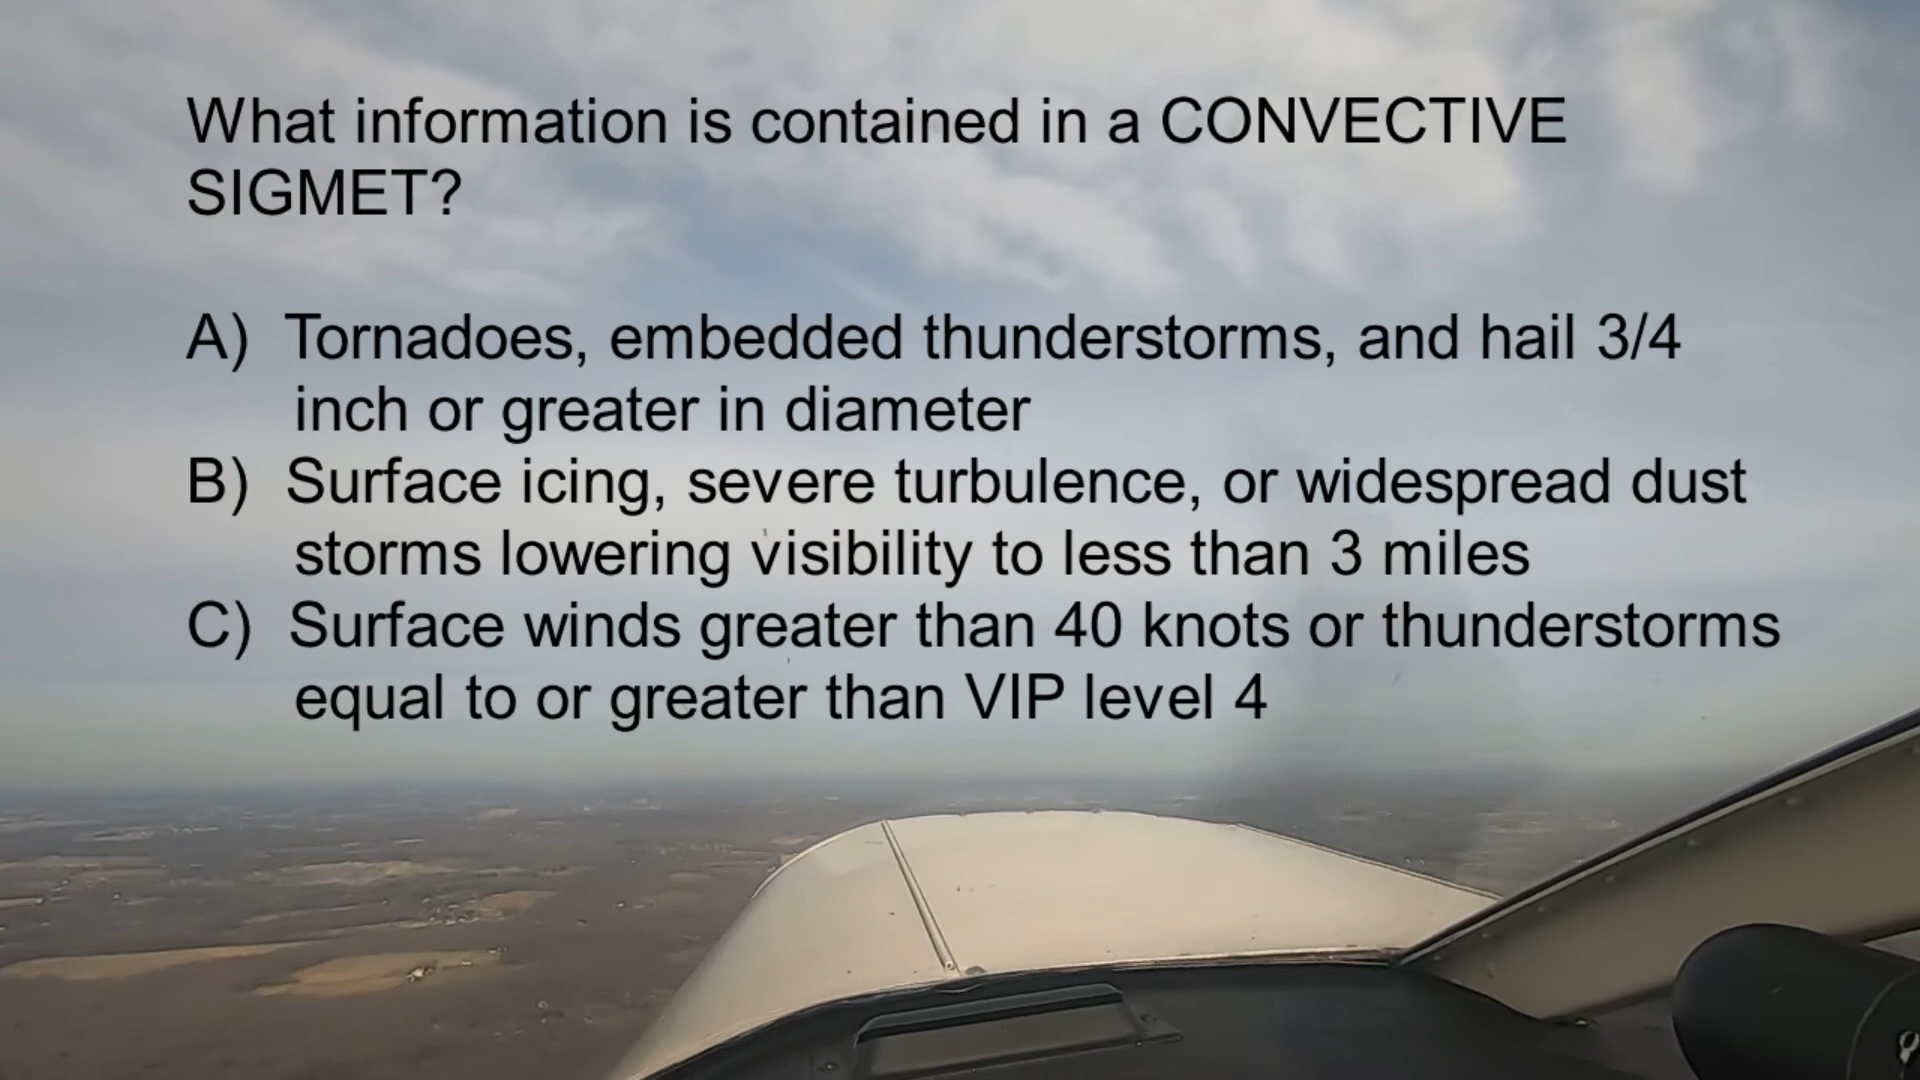 What information is contained in a CONVECTIVE
SIGMET?
A) Tornadoes, embedded thunderstorms, and hail 3/4
inch or greater in diameter
B) Surface icing, severe turbulence, or widespread dust
storms lowering visibility to less than 3 miles
C) Surface winds greater than 40 knots or thunderstorms
equal to or greater than VIP level 4